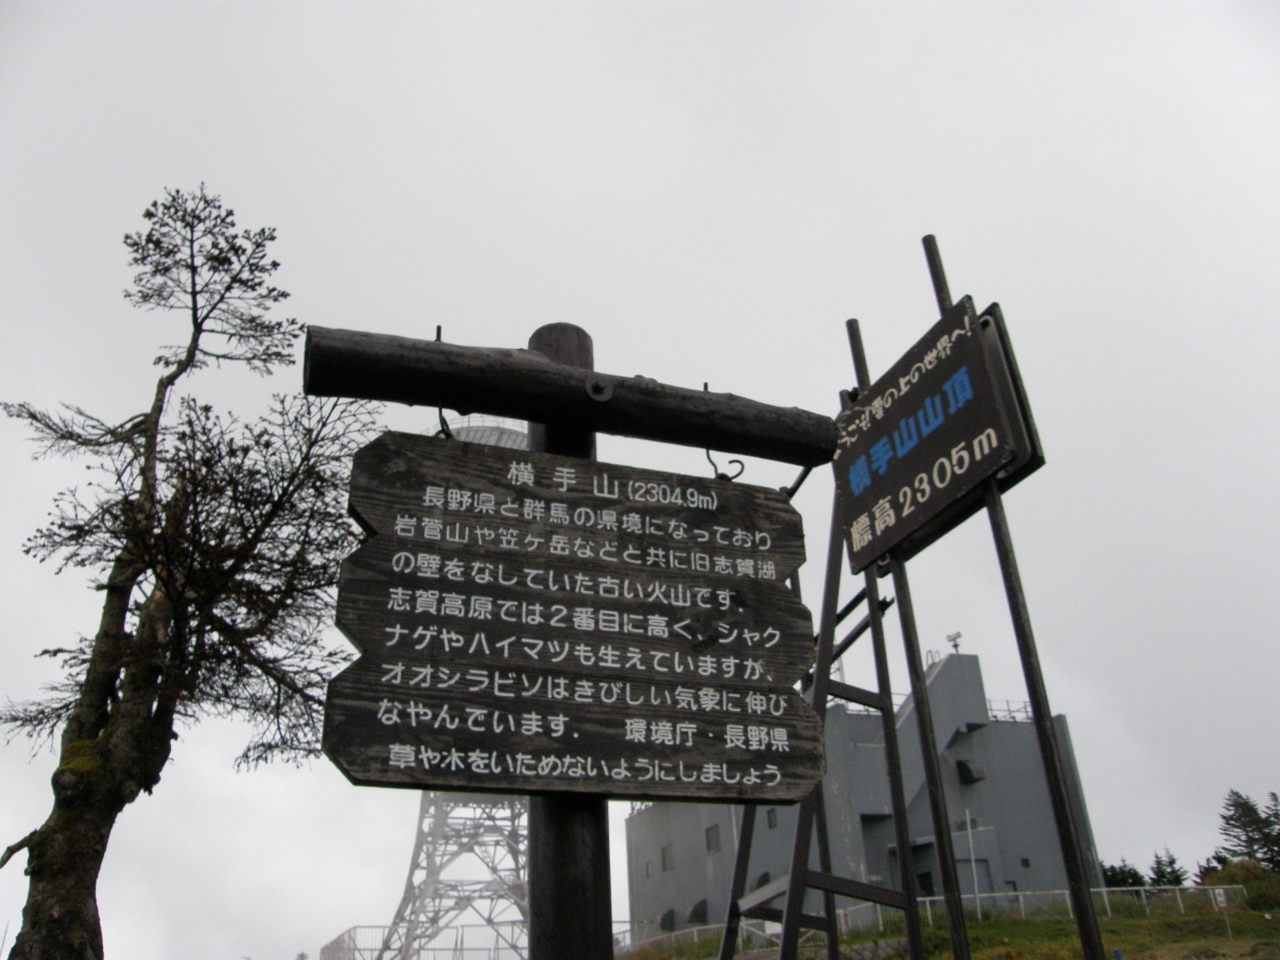 横手山(2304.9m)
長野県と群馬の県境になっており
岩菅山や笠ケ岳などと共に旧志賀湖
の壁をなしていた古い火山です.
志賀高原では2番目に高く、シャク
ナゲやハイマツも生えていますが、
オオシラビソはきびしい気象に伸び
なやんでいます. 環境庁・長野県
草や木をいためないようにしましょう
ようこそ!!雲の上の世界へ!
横手山山頂
標高2305m